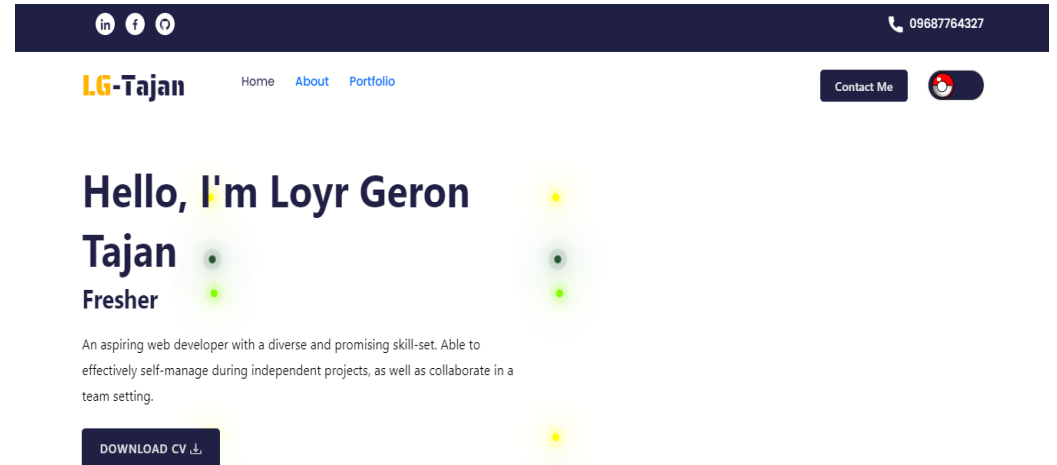 in f 09687764327
LG-Tajan Home About Portfolio Contact Me
Hello, I'm Loyr Geron
Tajan
Fresher
An aspiring web developer with a diverse and promising skill-set. Able to
effectively self-manage during independent projects, as well as collaborate in a
team setting.
DOWNLOAD CV